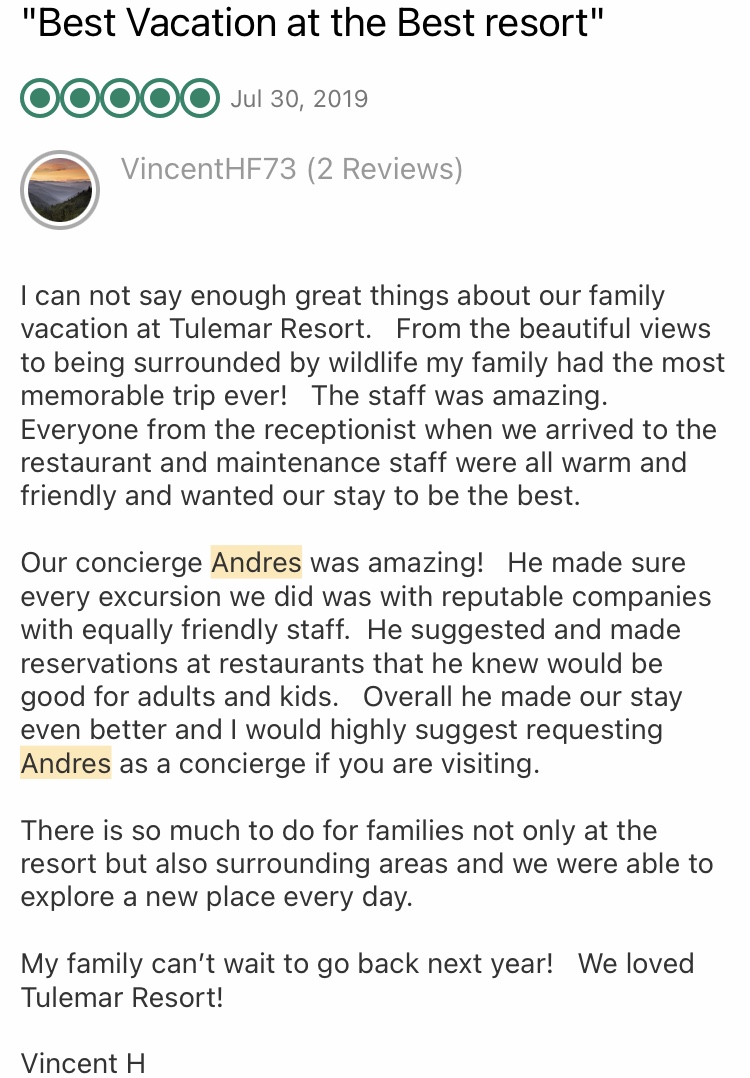 "Best Vacation at the Best resort"
Jul 30, 2019
VincentHF73 (2 Reviews)
I can not say enough great things about our family
vacation at Tulemar Resort.   From the beautiful views
to being surrounded by wildlife my family had the most
memorable trip ever!   The staff was amazing.
Everyone from the receptionist when we arrived to the
restaurant and maintenance staff were all warm and
friendly and wanted our stay to be the best.
Our concierge Andres was amazing!   He made sure
every excursion we did was with reputable companies
with equally friendly staff.  He suggested and made
reservations at restaurants that he knew would be
good for adults and kids.   Overall he made our stay
even better and I would highly suggest requesting
Andres as a concierge if you are visiting.
There is so much to do for families not only at the
resort but also surrounding areas and we were able to
explore a new place every day.
My family can’t wait to go back next year!   We loved
Tulemar Resort!
Vincent H